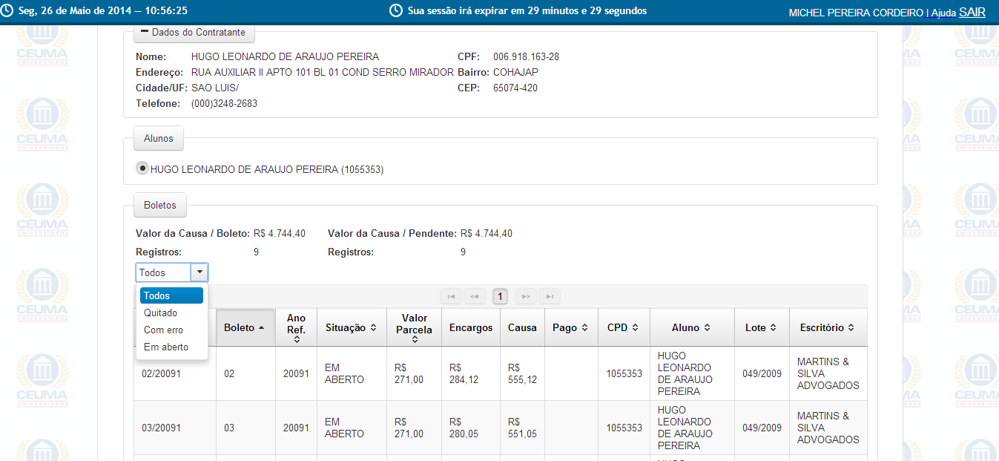 Seg, 26 de Maio de 2014 — 10:56:25
Sua sessão irá expirar em 29 minutos e 29 segundos
MICHEL PEREIRA CORDEIRO | Ajuda SAIR
Dados do Contratante
Nome: HUGO LEONARDO DE ARAUJO PEREIRA CPF: 006.918.163-28
Endereço: RUA AUXILIAR II APTO 101 BL 01 COND SERRO MIRADOR Bairro: COHAJAP
Cidade/UF: SAO LUIS/ CEP: 65074-420
Telefone: (000)3248-2683
Alunos
HUGO LEONARDO DE ARAUJO PEREIRA (1055353)
Boletos
Valor da Causa / Boleto: R$ 4.744,40 Valor da Causa / Pendente: R$ 4.744,40
Registros: 9 Registros: 9
Todos
Todos
Quitado
Com erro
Em aberto
1
Boleto
Ano
Ref.
Situação
Valor
Parcela
Encargos
Causa
Pago
CPD
Aluno
Lote
Escritório
02/20091
02
20091
EM
ABERTO
R$
271,00
R$
284,12
R$
555,12
1055353
HUGO
LEONARDO
DE ARAUJO
PEREIRA
049/2009
MARTINS &
SILVA
ADVOGADOS
03/20091
03
20091
EM
ABERTO
R$
271,00
R$
280,05
R$
551,05
1055353
HUGO
LEONARDO
DE ARAUJO
PEREIRA
049/2009
MARTINS &
SILVA
ADVOGADOS
CEUMA
UNIVERSIDADE